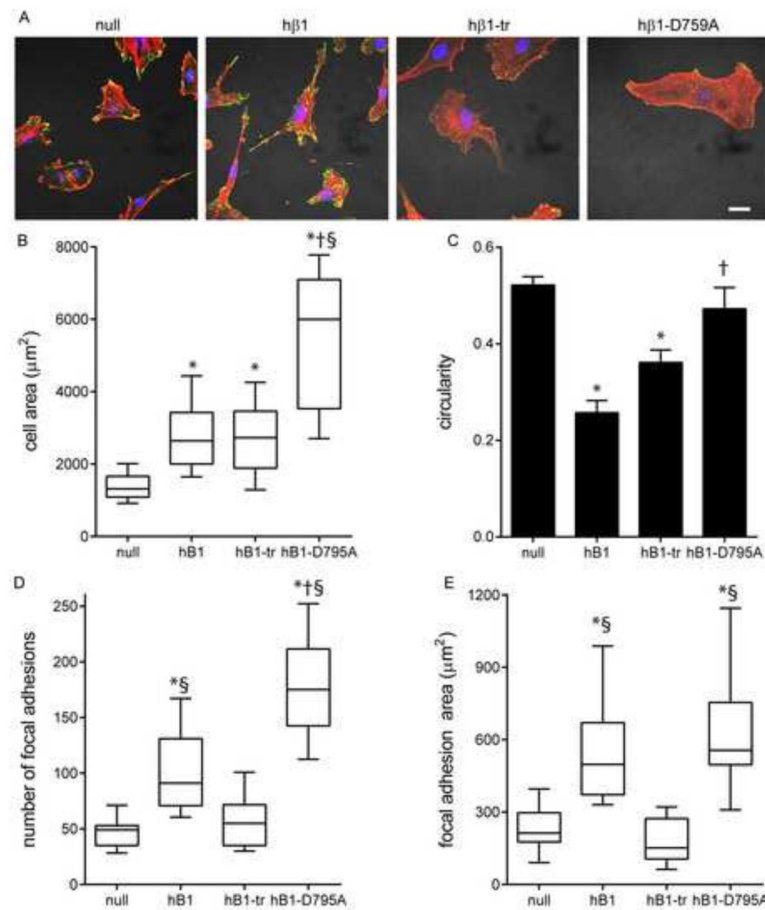 A
null hβ1 hβ1-tr hβ1-D759A
B
8000
6000
4000
2000
0
cell area (μm²)
* * *†§
null hB1 hB1-tr hB1-D795A
C
0.6
0.4
0.2
0.0
circularity
* * †
null hB1 hB1-tr hB1-D795A
D
250
200
150
100
50
0
number of focal adhesions
*§ *†§
null hB1 hB1-tr hB1-D795A
E
1200
900
600
300
0
focal adhesion area (μm²)
*§ *§
null hB1 hB1-tr hB1-D795A